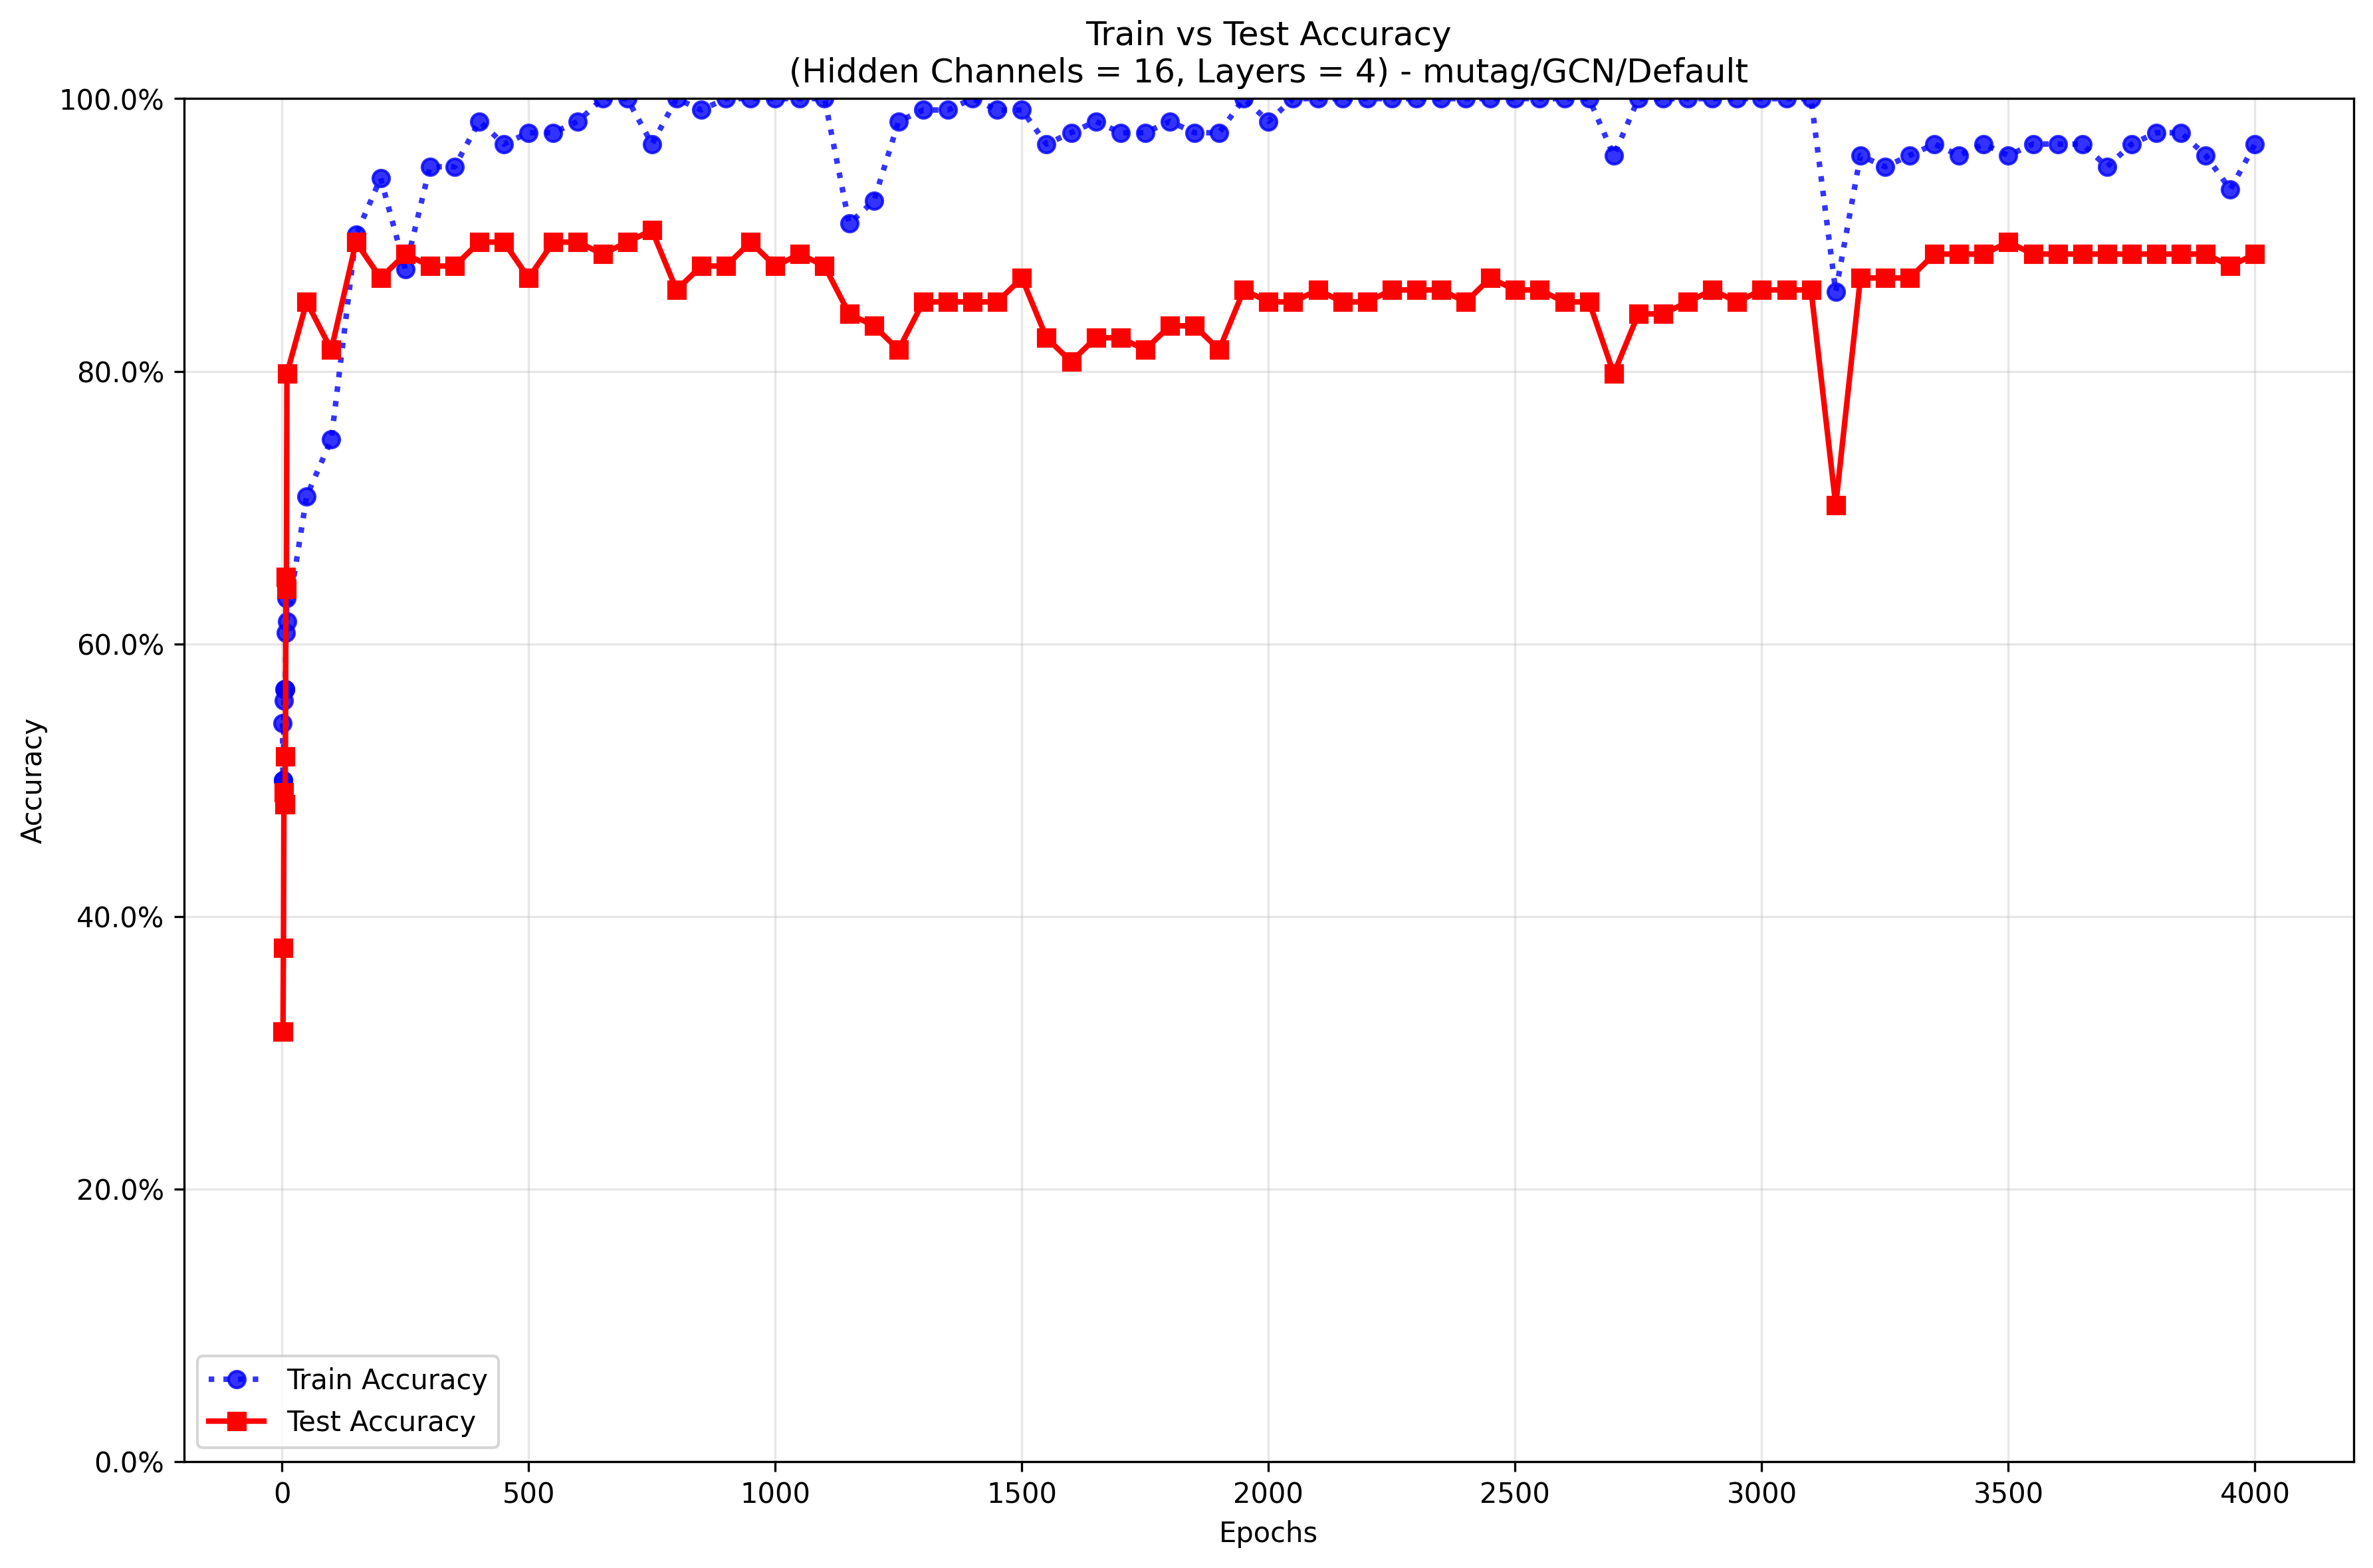 Train vs Test Accuracy
(Hidden Channels = 16, Layers = 4) - mutag/GCN/Default
100.0%
80.0%
60.0%
40.0%
20.0%
0.0%
Accuracy
Train Accuracy
Test Accuracy
0 500 1000 1500 2000 2500 3000 3500 4000
Epochs